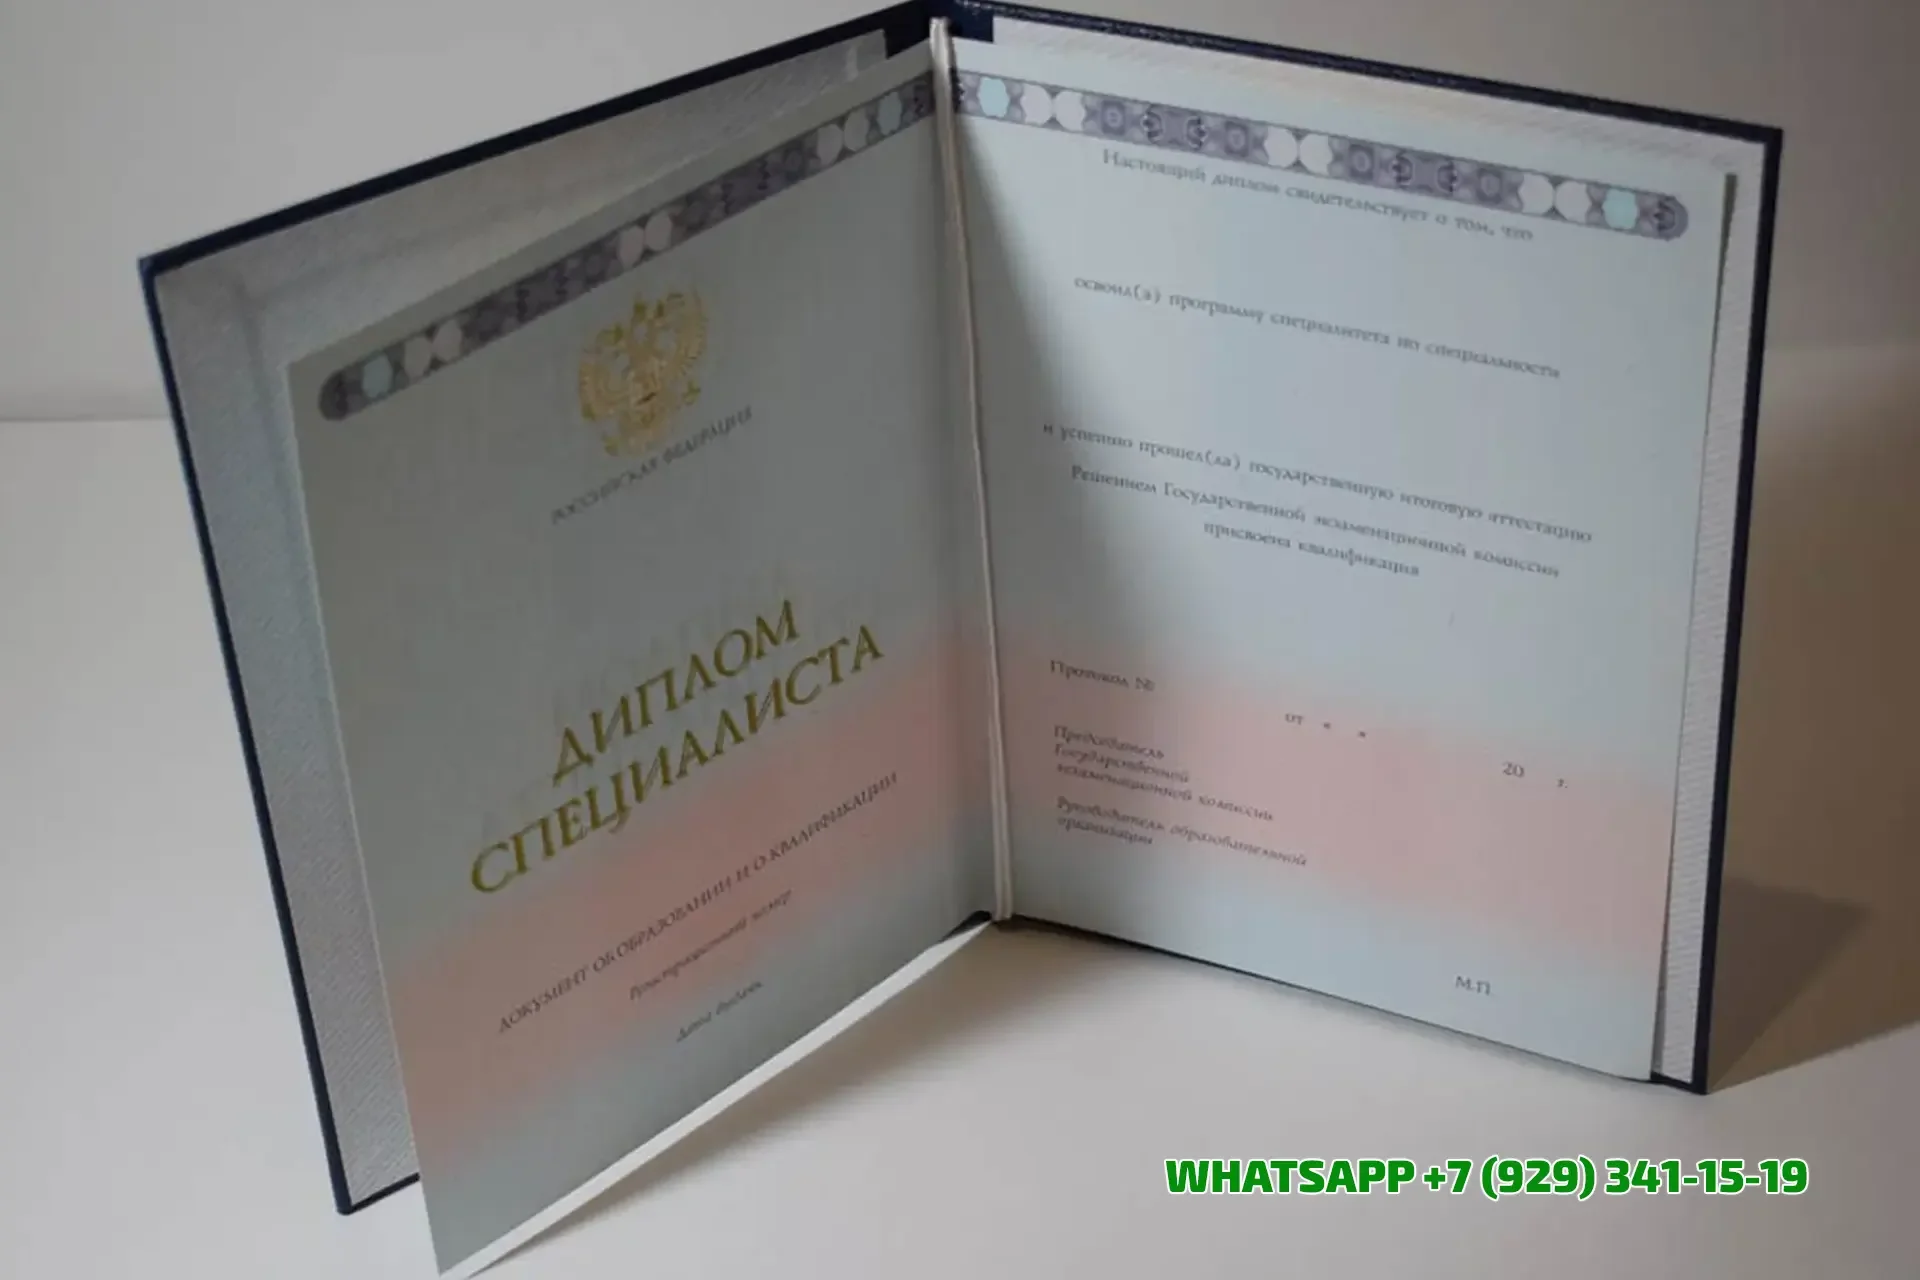 РОССИЙСКАЯ ФЕДЕРАЦИЯ
ДИПЛОМ
СПЕЦИАЛИСТА
ДОКУМЕНТ ОБ ОБРАЗОВАНИИ И О КВАЛИФИКАЦИИ
Регистрационный номер
Дата выдачи
Настоящий диплом свидетельствует о том, что
освоил(а) программу специалитета по специальности
и успешно прошел(ла) государственную итоговую аттестацию
Решением Государственной экзаменационной комиссии
присвоена квалификация
Протокол №
от « » 20 г.
Председатель
Государственной
экзаменационной комиссии
Руководитель образовательной
организации
М.П.
WHATSAPP +7 (929) 341-15-19